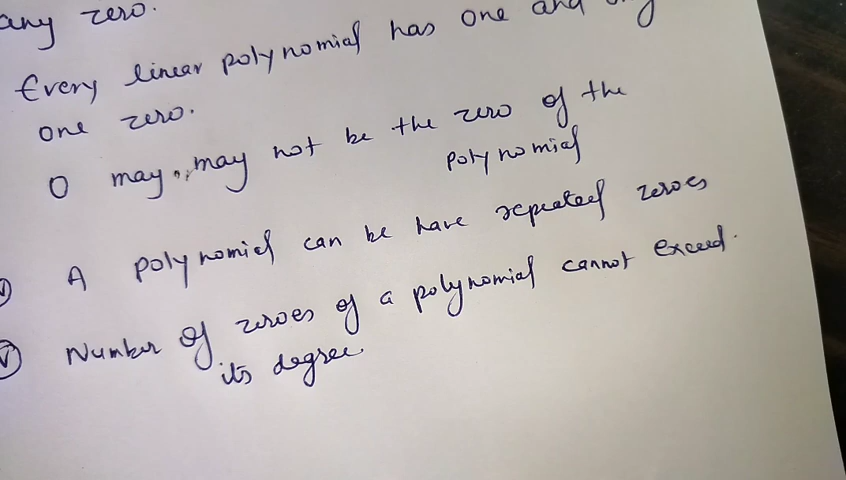 any zero.
Every linear polynomial has one and
one zero.
0 may, may not be the zero of the
polynomial
A polynomial can be have repeated zeroes
(V) Number of zeroes of a polynomial cannot exceed.
its degree.